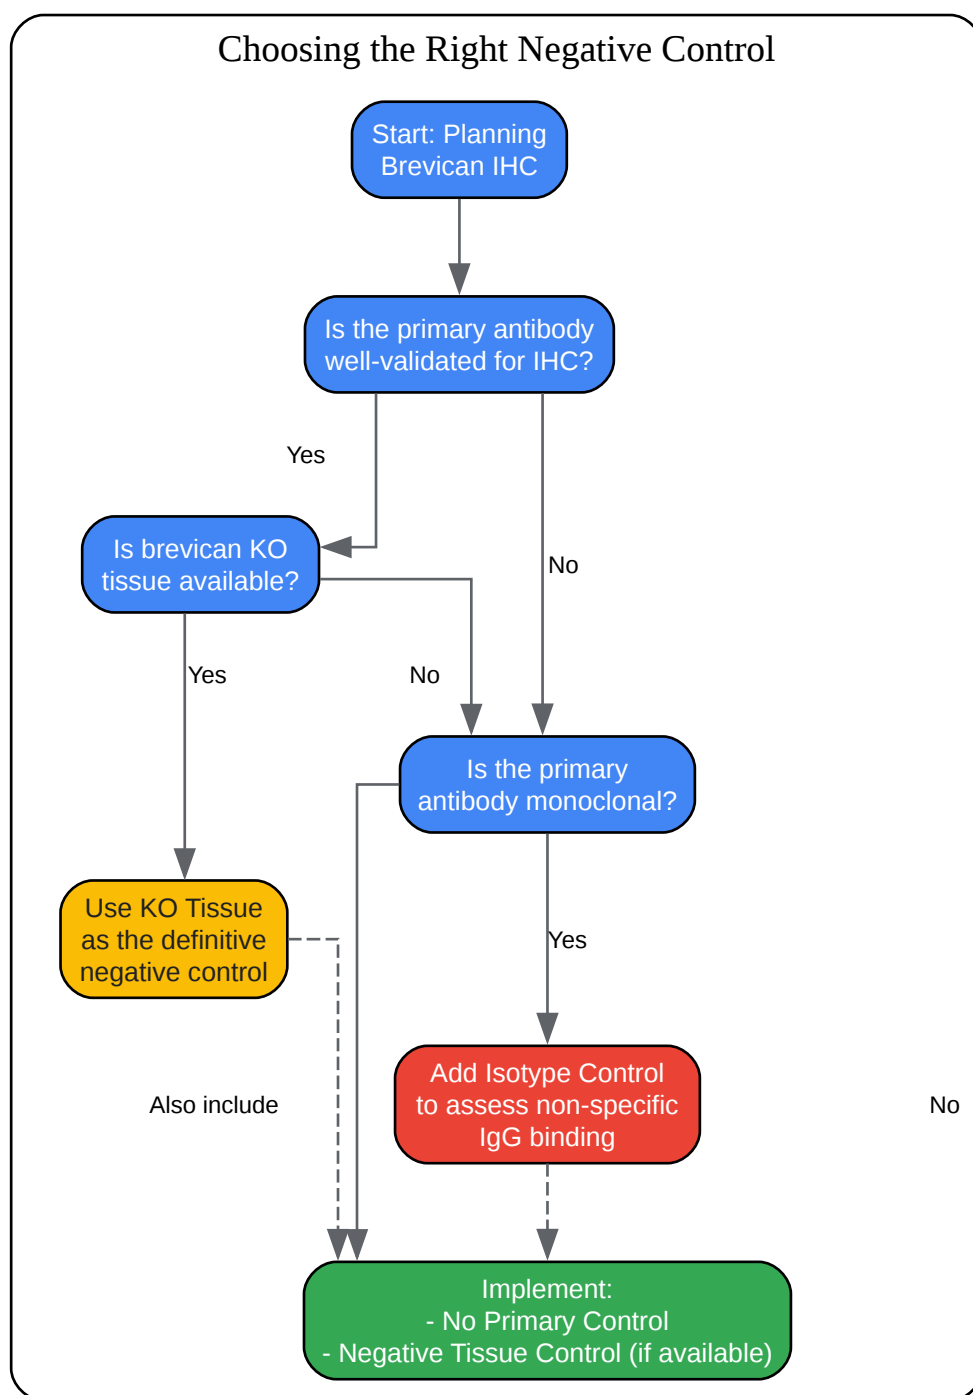 Choosing the Right Negative Control
Start: Planning
Brevican IHC
Is the primary antibody
well-validated for IHC?
Yes
Is brevican KO
tissue available?
No
Yes
No
Is the primary
antibody monoclonal?
Use KO Tissue
as the definitive
negative control
Yes
Add Isotype Control
to assess non-specific
IgG binding
Also include
No
Implement:
- No Primary Control
- Negative Tissue Control (if available)